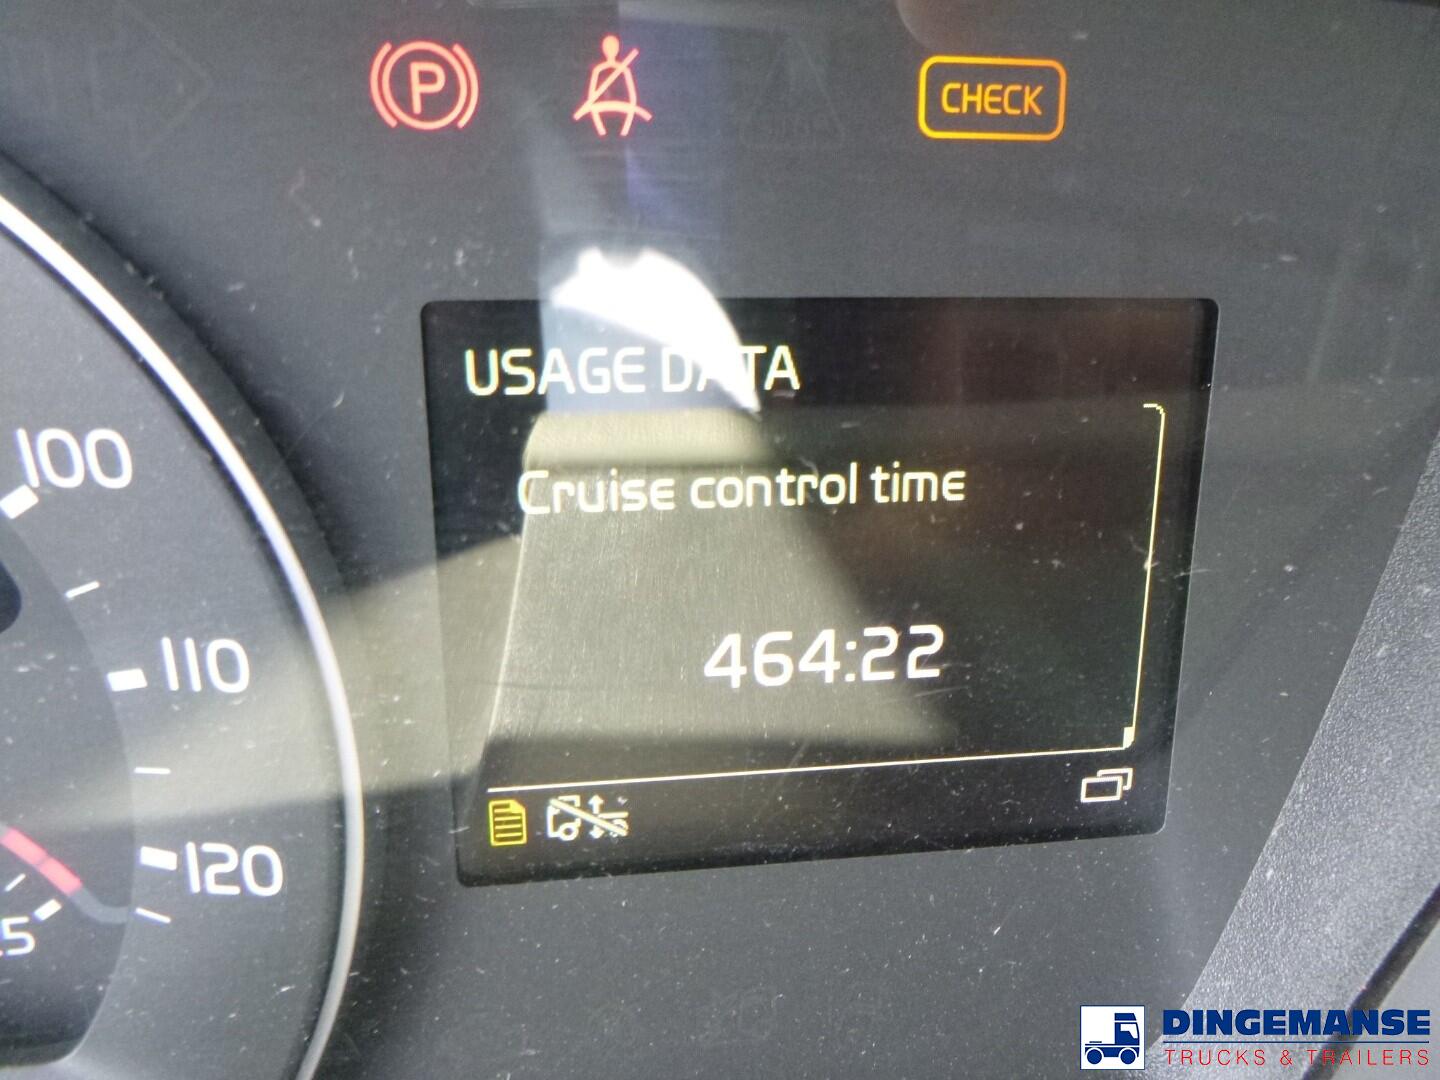 P
CHECK
USAGE DATA
Cruise control time
464:22
100
110
120
DINGEMANSE
TRUCKS & TRAILERS